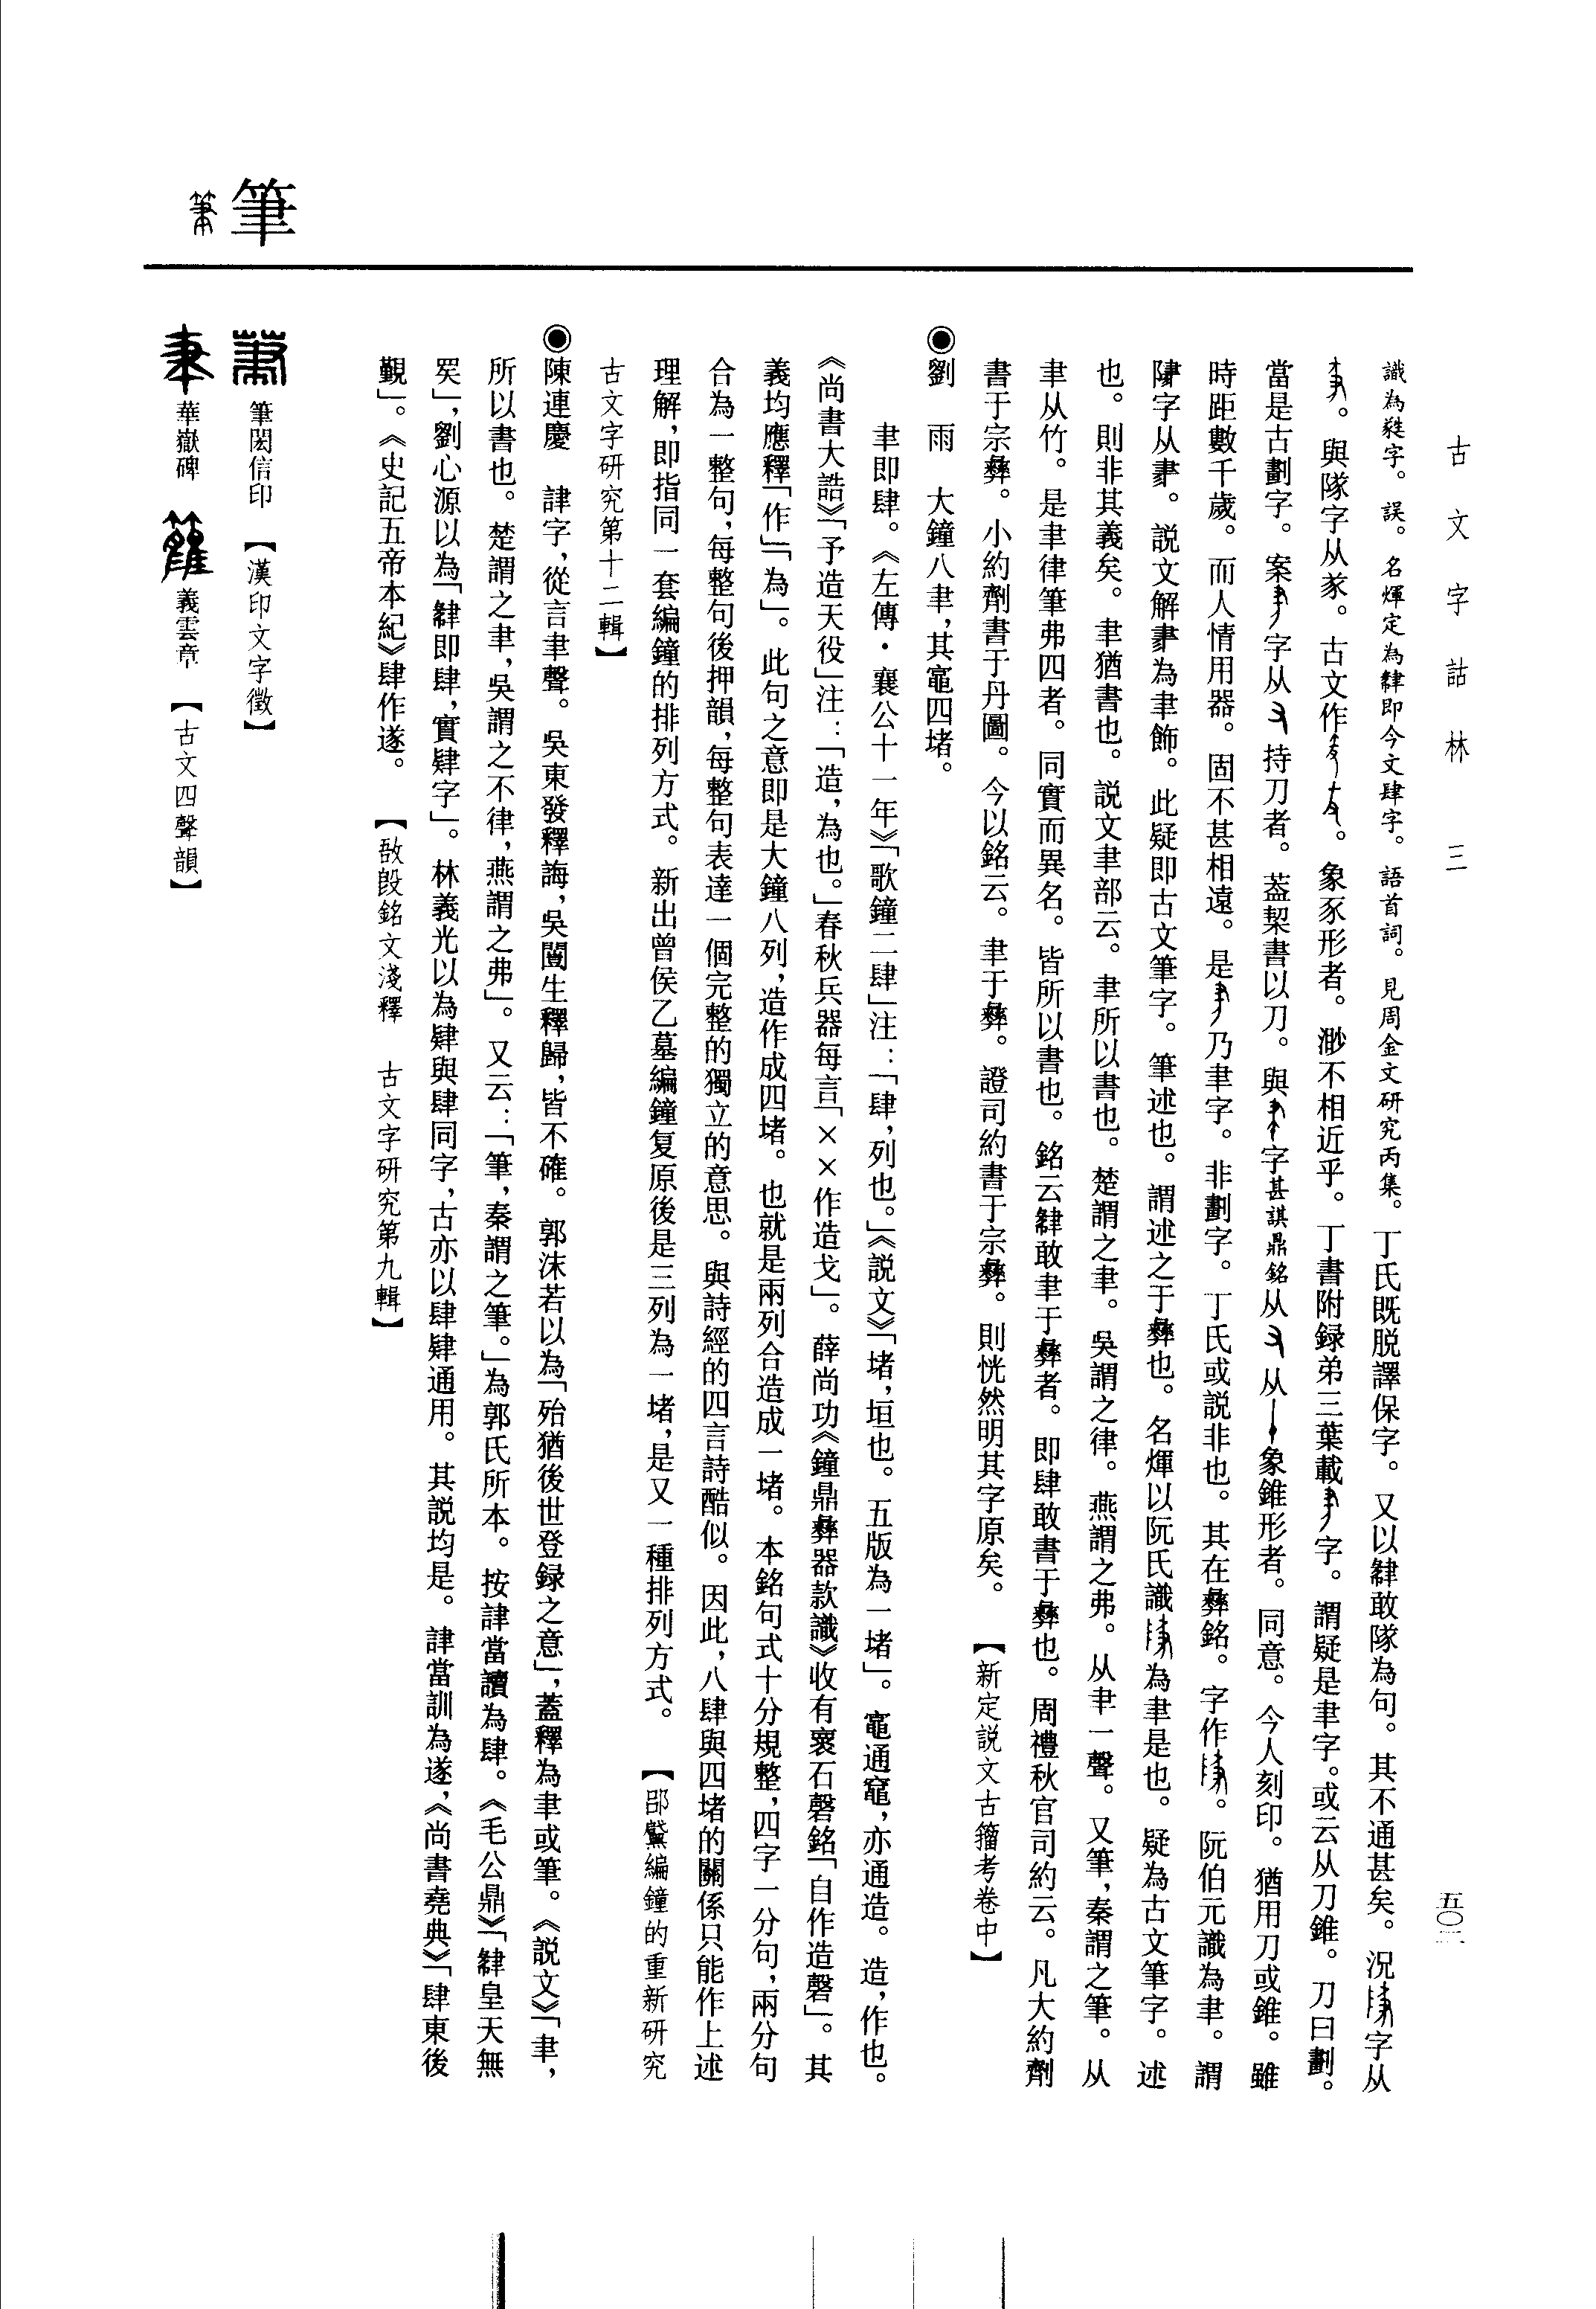 古文字詁林 三
五〇二
識為㲋字。誤。名煇定為肂即今文肆字。語首詞。見周金文研究丙集。丁氏既脱譯保字。又以肂敢隊為句。其不通甚矣。況字从
。與隊字从㒸。古文作。象豕形者。渺不相近乎。丁書附録弟三葉載字。謂疑是聿字。或云从刀錐。刀曰劃。
當是古劃字。案字从持刀者。葢栔書以刀。與字甚諆鼎銘从从象錐形者。同意。今人刻印。猶用刀或錐。雖
時距數千歲。而人情用器。固不甚相遠。是乃聿字。非劃字。丁氏或説非也。其在彝銘。字作。阮伯元識為聿。謂
字从㣇。説文解㣇為聿飾。此疑即古文筆字。筆述也。謂述之于彝也。名煇以阮氏識為聿是也。疑為古文筆字。述
也。則非其義矣。聿猶書也。説文聿部云。聿所以書也。楚謂之聿。吳謂之律。燕謂之弗。从𦘒一聲。又筆,秦謂之筆。从
聿从竹。是聿律筆弗四者。同實而異名。皆所以書也。銘云肂敢聿于彝者。即肆敢書于彝也。周禮秋官司約云。凡大約劑
書于宗彝。小約劑書于丹圖。今以銘云。聿于彝。證司約書于宗彝。則恍然明其字原矣。【新定説文古籀考卷中】
◉劉 雨 大鐘八聿,其竈四堵。
聿即肆。《左傳·襄公十一年》「歌鐘二肆」注:「肆,列也。」《説文》「堵,垣也。五版為一堵」。竈通竈,亦通造。造,作也。
《尚書大誥》「予造天役」注:「造,為也。」春秋兵器每言「××作造戈」。薛尚功《鐘鼎彝器款識》收有窽石磬銘「自作造磬」。其
義均應釋「作」「為」。此句之意即是大鐘八列,造作成四堵。也就是兩列合造成一堵。本銘句式十分規整,四字一分句,兩分句
合為一整句,每整句後押韻,每整句表達一個完整的獨立的意思。與詩經的四言詩酷似。因此,八肆與四堵的關係只能作上述
理解,即指同一套編鐘的排列方式。新出曾侯乙墓編鐘复原後是三列為一堵,是又一種排列方式。【邵黛編鐘的重新研究
古文字研究第十二輯】
◉陳連慶 䛖字,從言聿聲。吳東發釋誨,吳闓生釋歸,皆不確。郭沫若以為「殆猶後世登録之意」,蓋釋為聿或筆。《説文》「聿,
所以書也。楚謂之聿,吳謂之不律,燕謂之弗」。又云:「筆,秦謂之筆。」為郭氏所本。按䛖當讀為肆。《毛公鼎》「肂皇天無
斁」,劉心源以為「肂即肆,實肄字」。林義光以為肄與肆同字,古亦以肆肄通用。其説均是。䛖當訓為遂,《尚書堯典》「肆東後
觀」。《史記五帝本紀》肆作遂。【敔𣪘銘文淺釋 古文字研究第九輯】
筆 筆
筆閎信印 【漢印文字徵】
華嶽碑 義雲章 【古文四聲韻】